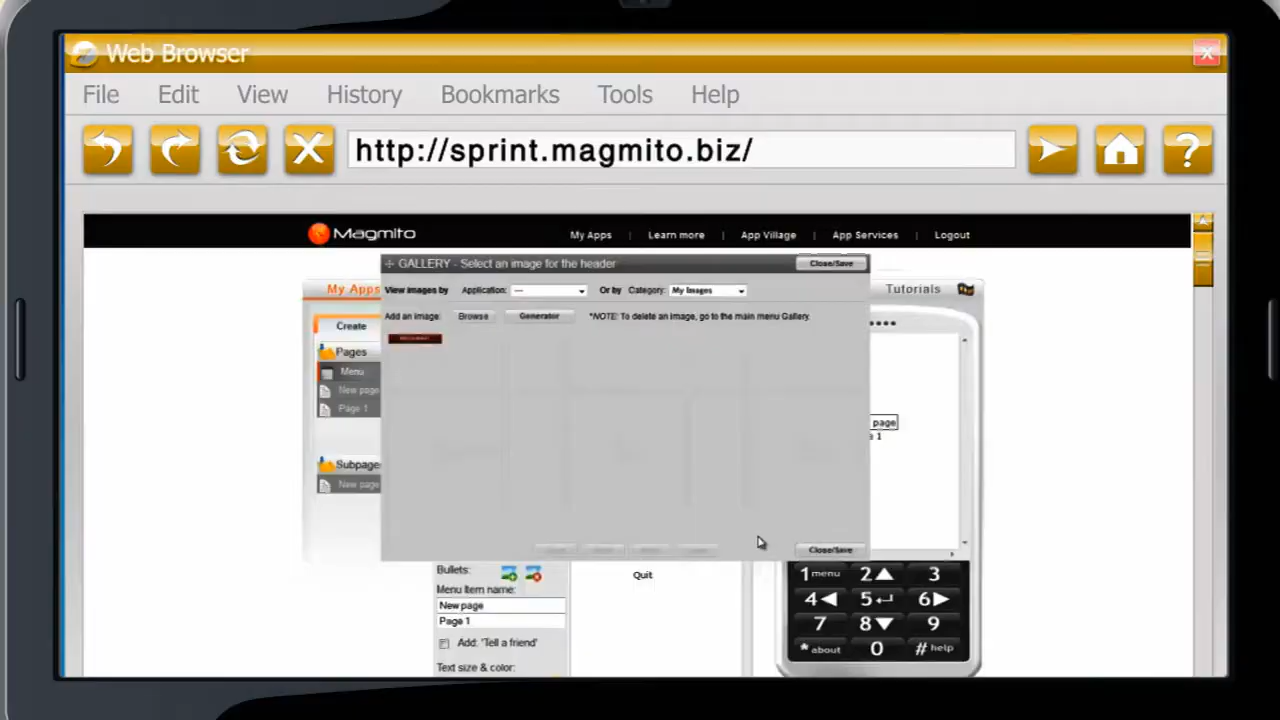 Web Browser
File Edit View History Bookmarks Tools Help
http://sprint.magmito.biz/
?
Magmito My Apps | Learn more | App Village | App Services | Logout
GALLERY - Select an image for the header Close/Save
My Apps Tutorials
View images by Application: --- Or by Category: My Images
Add an image: Browse Generator *NOTE: To delete an image, go to the main menu Gallery.
Create
Pages
Menu
New page
Page 1
page
1
Subpage
New page
Close/Save
Bullets:
Quit
Menu Item name:
New page
Page 1
Add: 'Tell a friend'
Text size & color:
1 menu 2 3
4 5 6
7 8 9
* about 0 # help